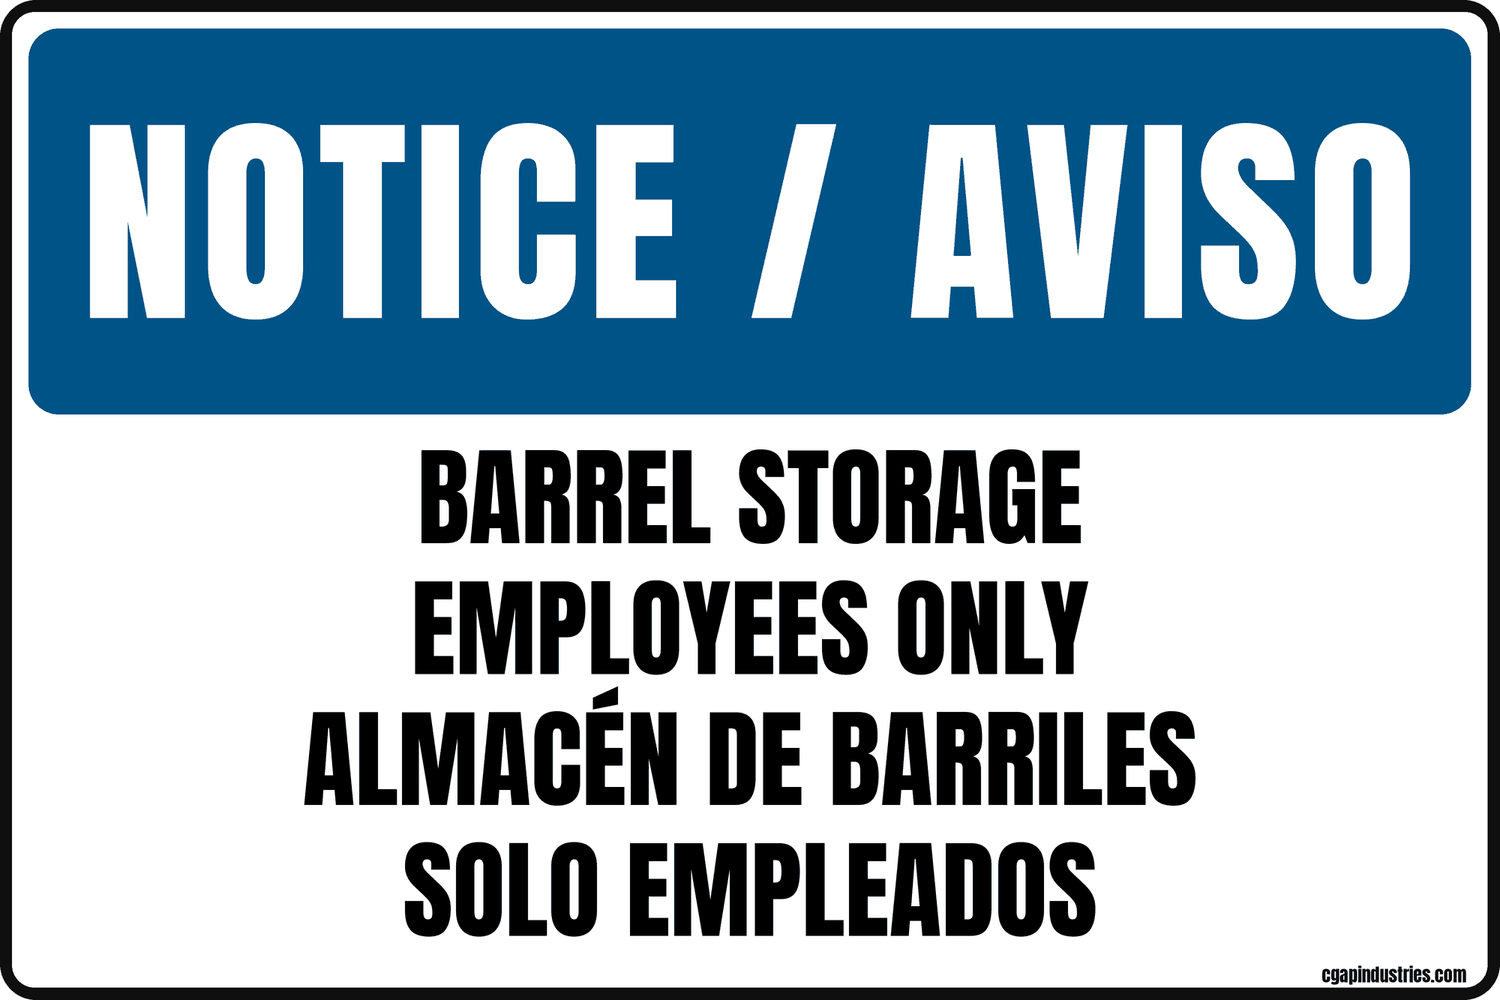 NOTICE / AVISO
BARREL STORAGE
EMPLOYEES ONLY
ALMACÉN DE BARRILES
SOLO EMPLEADOS
cgapindustries.com